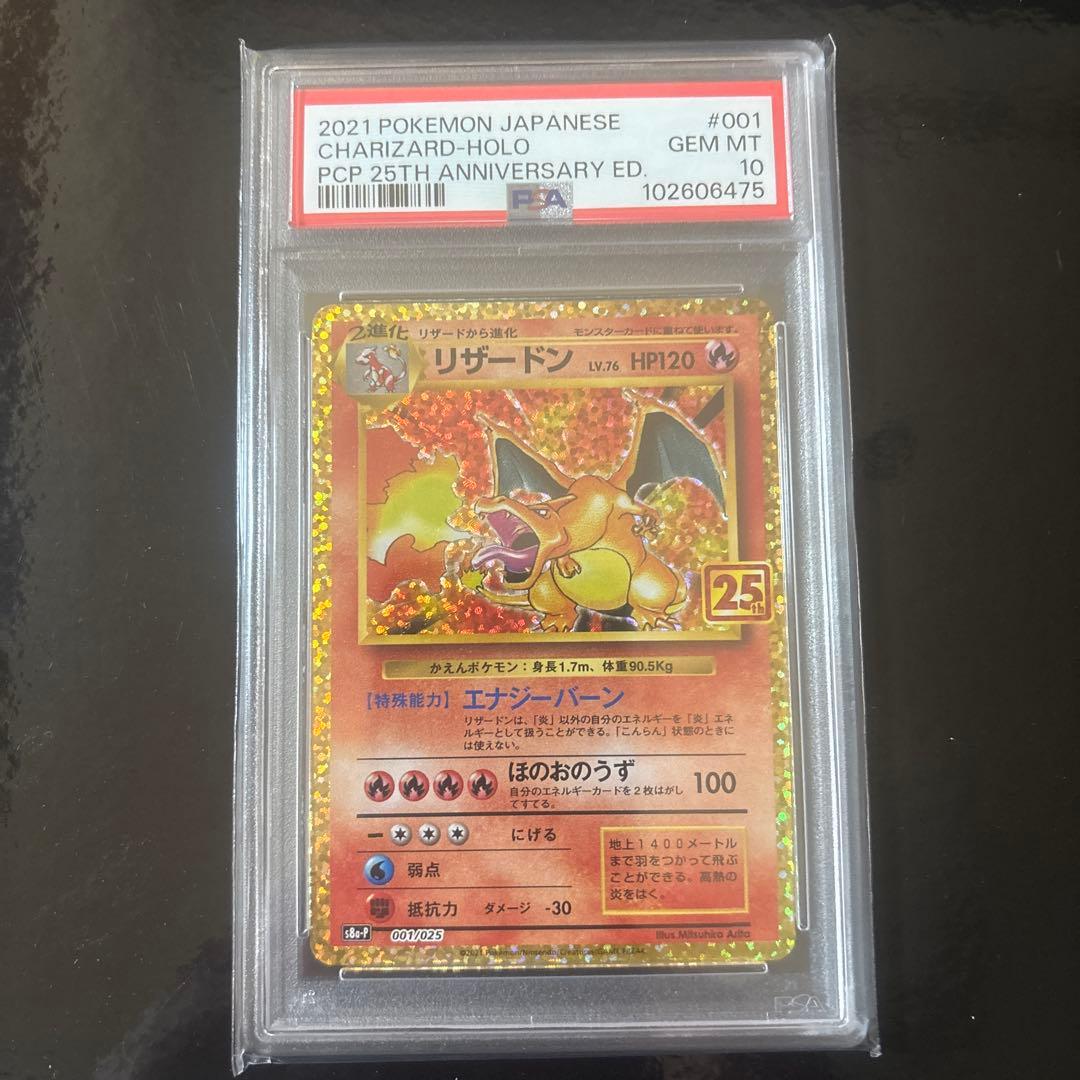 2021 POKEMON JAPANESE #001
CHARIZARD-HOLO GEM MT
PCP 25TH ANNIVERSARY ED. 10
PSA 102606475
2進化 リザードから進化 モンスターカードに重ねて使います。
リザードン LV.76 HP120
25th
かえんポケモン：身長1.7m、体重90.5Kg
【特殊能力】エナジーバーン
リザードンは、「炎」以外の自分のエネルギーを「炎」エネ
ルギーとして扱うことができる。「こんらん」状態のときに
は使えない。
ほのおのうず 100
自分のエネルギーカードを２枚はがし
てすてる。
にげる
弱点
抵抗力 ダメージ -30
地上１４００メートル
まで羽をつかって飛ぶ
ことができる。高熱の
炎をはく。
s8a-P 001/025 Illus. Mitsuhiro Arita
©2021 Pokémon/Nintendo/Creatures/GAME FREAK.
PSA